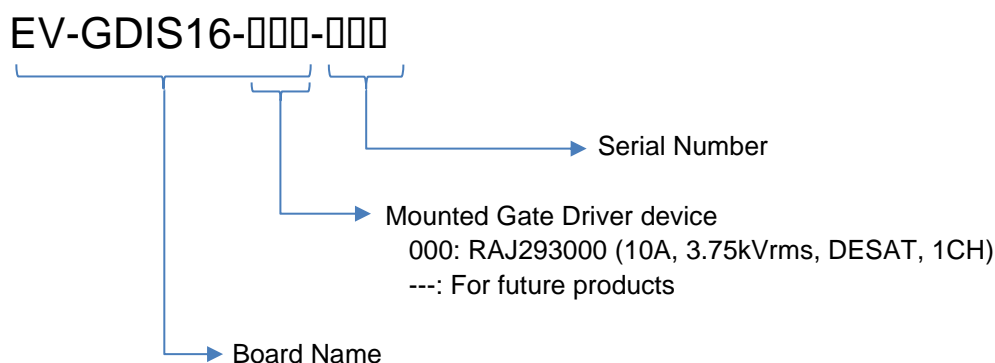 EV-GDIS16-▯▯▯-▯▯▯
Serial Number
Mounted Gate Driver device
000: RAJ293000 (10A, 3.75kVrms, DESAT, 1CH)
---: For future products
Board Name